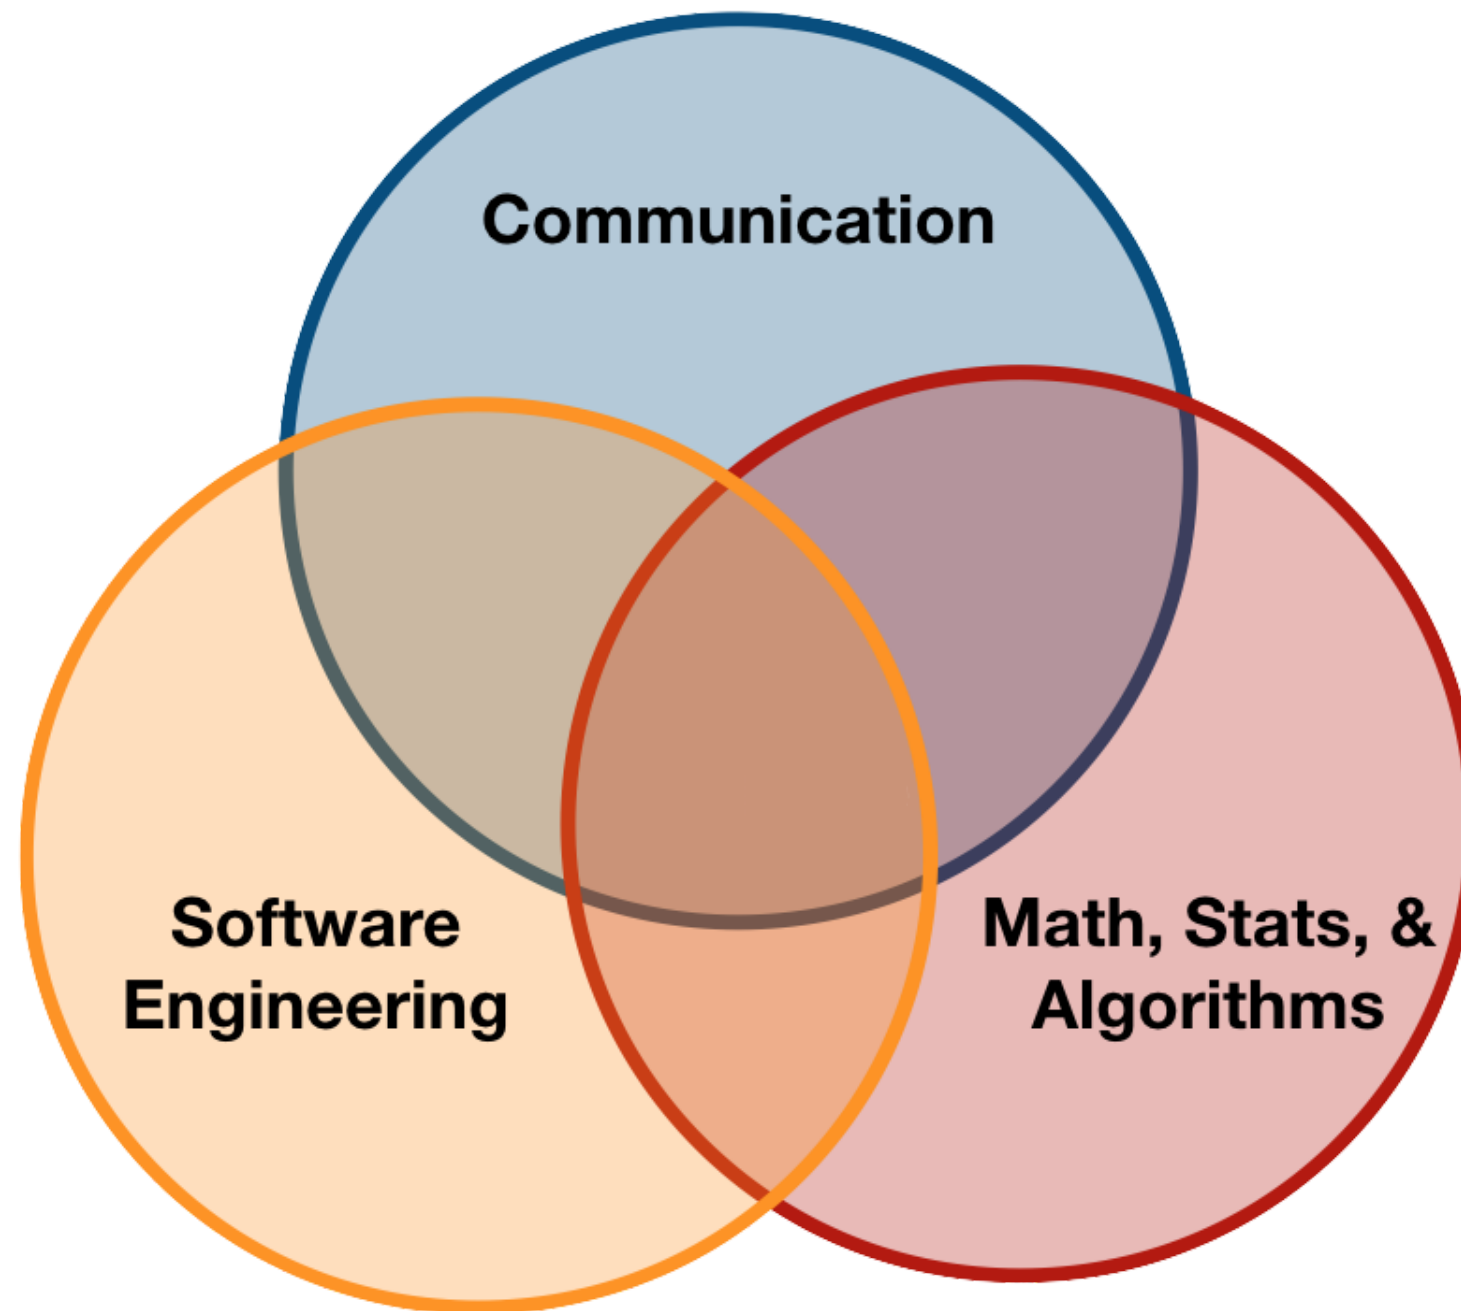 Communication
Software
Engineering
Math, Stats, &
Algorithms